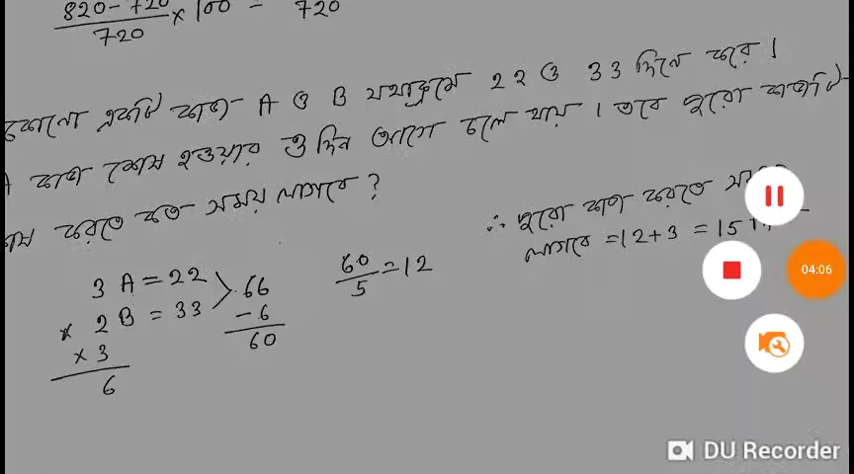 820-720/720 × 100 = 720
কোনো একটি কাজ A ও B যথাক্রমে 22 ও 33 দিনে করে।
A কাজ শেষ হওয়ার 3 দিন আগে চলে যায়। তবে পুরো কাজটি
শেষ করতে কত সময় লাগবে?
∴ পুরো কাজ করতে
লাগবে = 12 + 3 = 15
3 A = 22 > 66
× 2 B = 33 - 6
× 3 60
6
60/5 = 12
04:06
DU Recorder